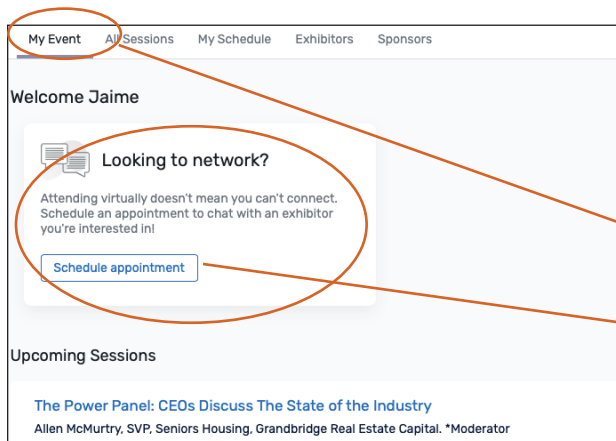 My Event All Sessions My Schedule Exhibitors Sponsors
Welcome Jaime
Looking to network?
Attending virtually doesn't mean you can't connect.
Schedule an appointment to chat with an exhibitor
you're interested in!
Schedule appointment
Upcoming Sessions
The Power Panel: CEOs Discuss The State of the Industry
Allen McMurtry, SVP, Seniors Housing, Grandbridge Real Estate Capital. *Moderator